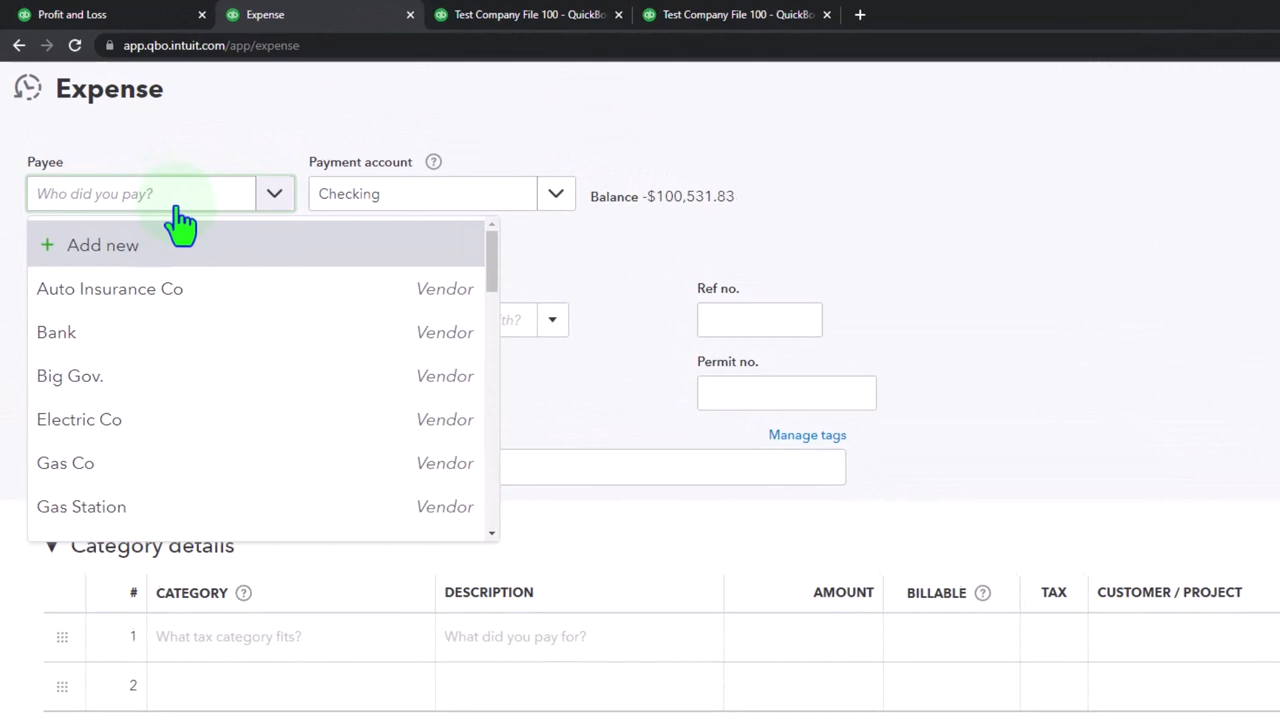 Profit and Loss
Expense
Test Company File 100 - QuickBo
Test Company File 100 - QuickBo
app.qbo.intuit.com/app/expense
Expense
Payee
Payment account
Who did you pay?
Checking
Balance -$100,531.83
+ Add new
Auto Insurance Co Vendor
Bank Vendor
Big Gov. Vendor
Electric Co Vendor
Gas Co Vendor
Gas Station Vendor
Ref no.
th?
Permit no.
Manage tags
Category details
# CATEGORY DESCRIPTION AMOUNT BILLABLE TAX CUSTOMER / PROJECT
1 What tax category fits? What did you pay for?
2